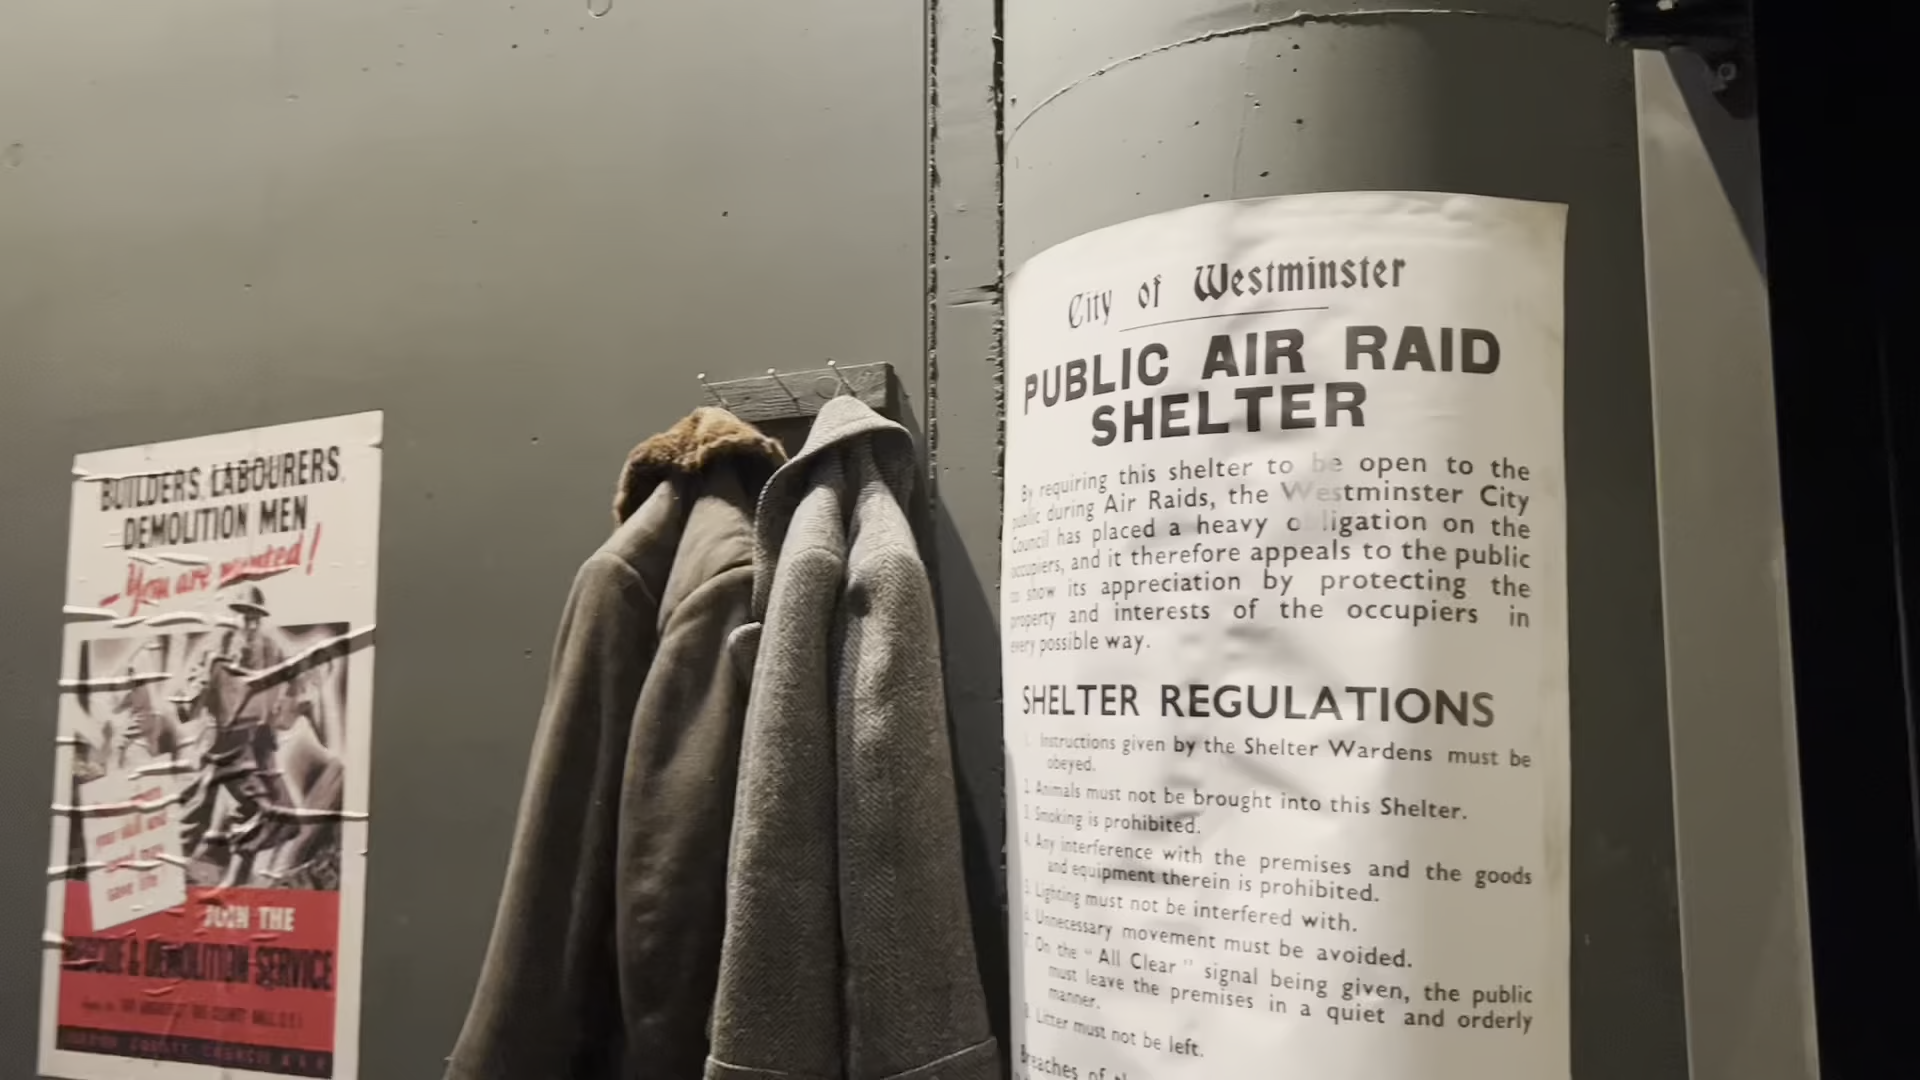 BUILDERS, LABOURERS,
DEMOLITION MEN
You are wanted!
JOIN THE
RESCUE & DEMOLITION SERVICE
City of Westminster
PUBLIC AIR RAID
SHELTER
By requiring this shelter to be open to the
public during Air Raids, the Westminster City
Council has placed a heavy obligation on the
occupiers, and it therefore appeals to the public
to show its appreciation by protecting the
property and interests of the occupiers in
every possible way.
SHELTER REGULATIONS
1. Instructions given by the Shelter Wardens must be
obeyed.
2. Animals must not be brought into this Shelter.
3. Smoking is prohibited.
4. Any interference with the premises and the goods
and equipment therein is prohibited.
5. Lighting must not be interfered with.
6. Unnecessary movement must be avoided.
7. On the "All Clear" signal being given, the public
must leave the premises in a quiet and orderly
manner.
8. Litter must not be left.
Breaches of